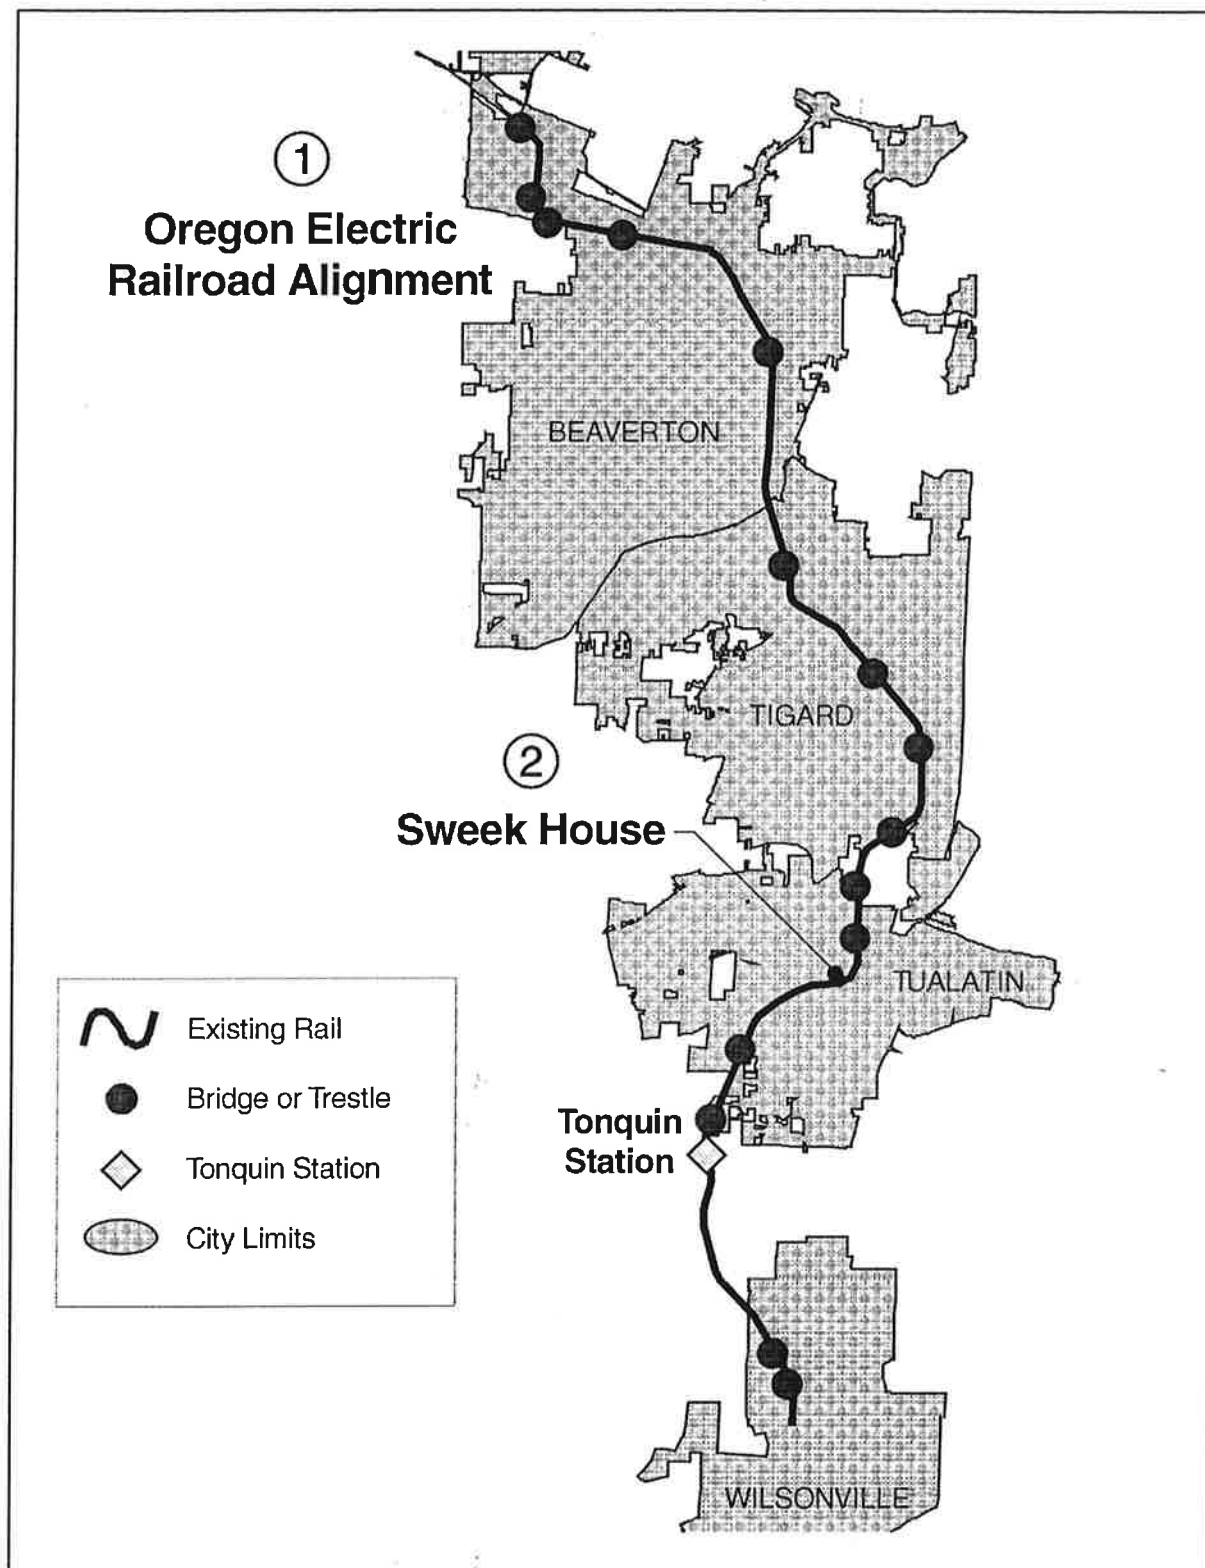 1
Oregon Electric
Railroad Alignment
BEAVERTON
TIGARD
2
Sweek House
TUALATIN
Existing Rail
Bridge or Trestle
Tonquin Station
City Limits
Tonquin
Station
WILSONVILLE